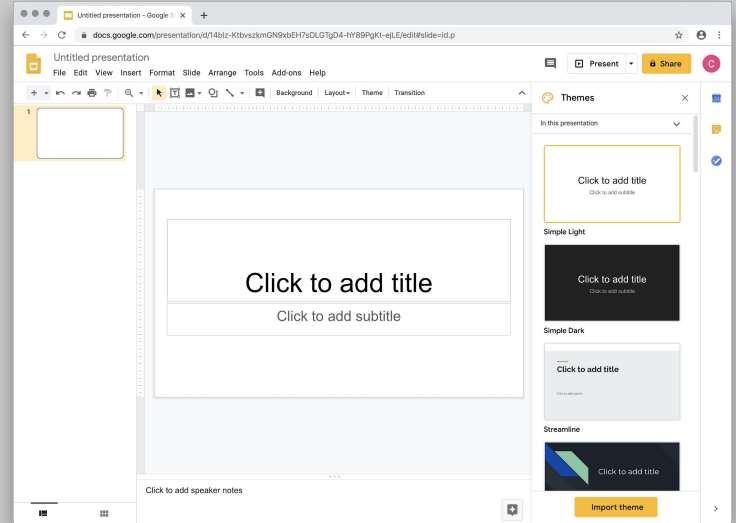 Untitled presentation - Google S
docs.google.com/presentation/d/14blz-KtbvszkmGN9xbEH7sDLGTgD4-hY89PgKt-ejLE/edit#slide=id.p
Untitled presentation
File Edit View Insert Format Slide Arrange Tools Add-ons Help
Present
Share
C
Background Layout Theme Transition
Themes
In this presentation
1
Click to add title
Click to add subtitle
Simple Light
Click to add title
Click to add subtitle
Simple Dark
Click to add title
Click to add subtitle
Click to add title
Click to add subtitle
Streamline
Click to add title
Click to add speaker notes
Import theme